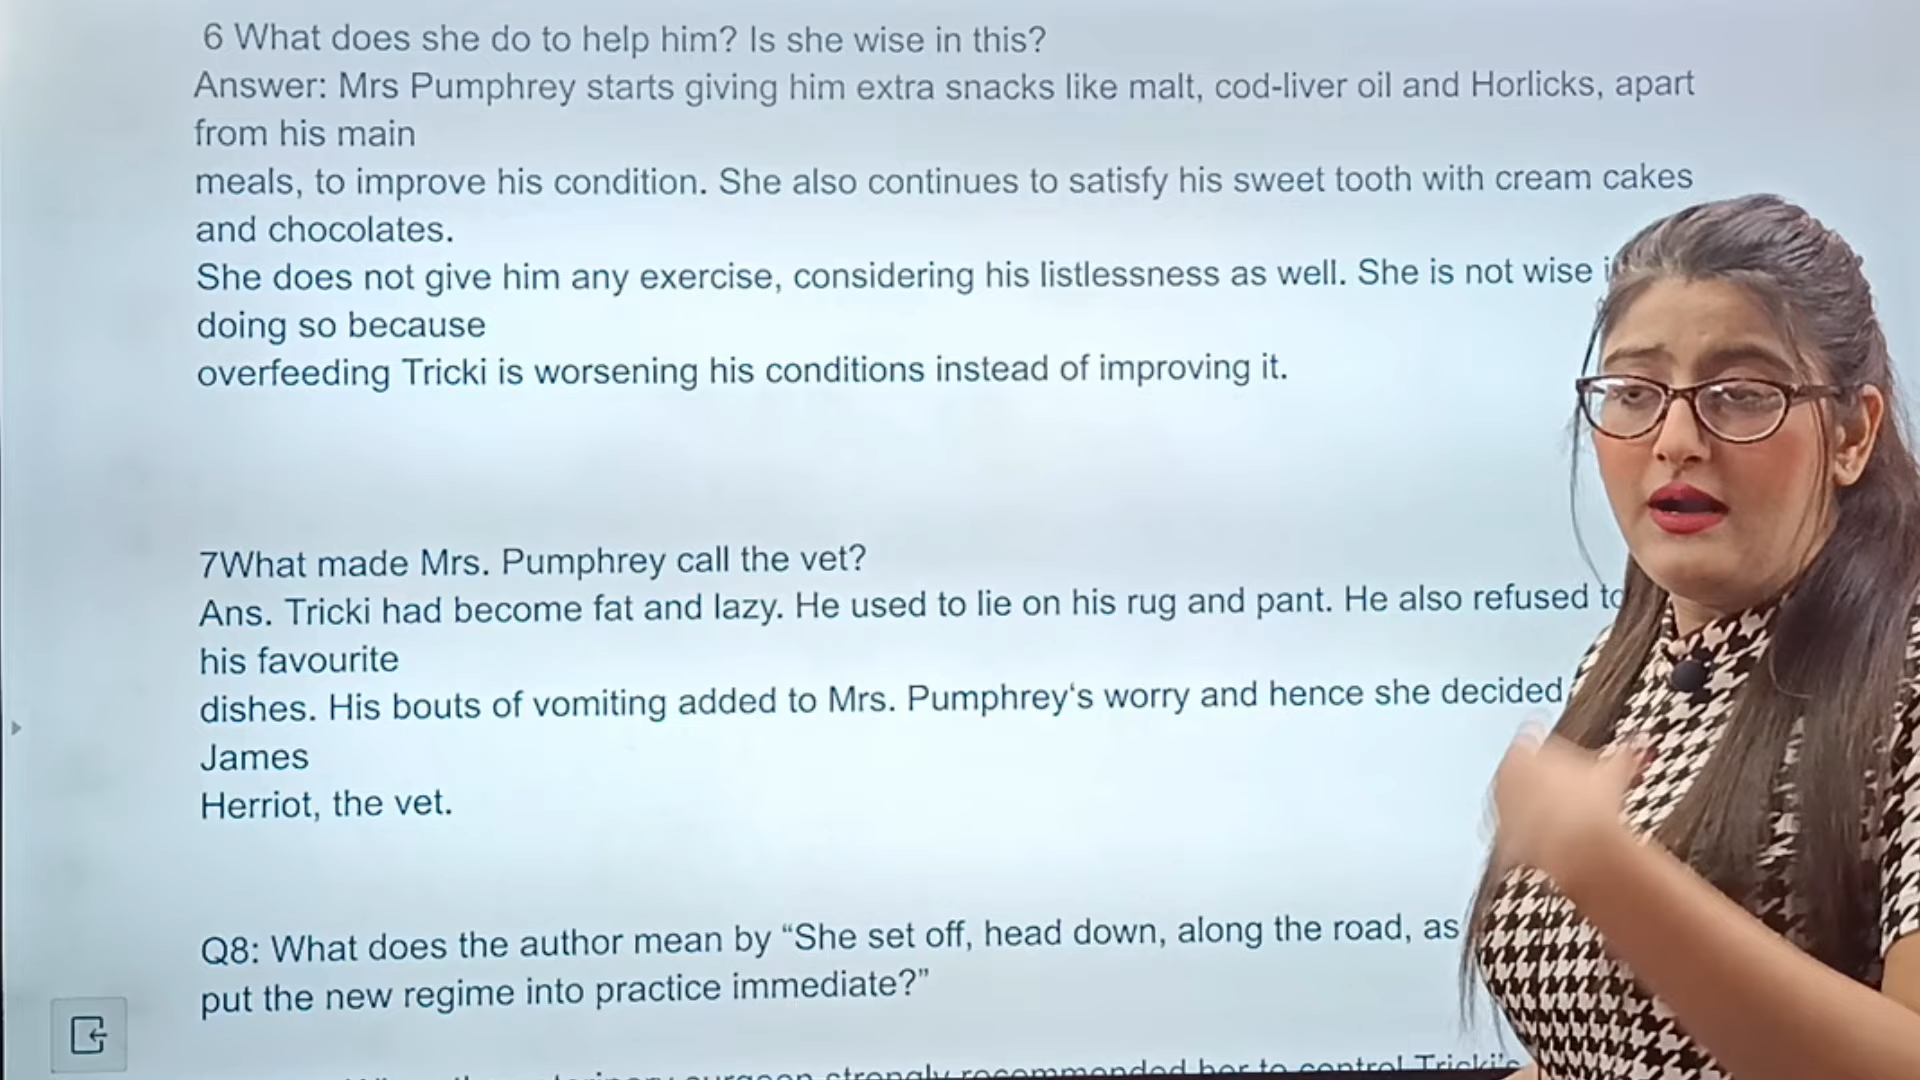 6 What does she do to help him? Is she wise in this?
Answer: Mrs Pumphrey starts giving him extra snacks like malt, cod-liver oil and Horlicks, apart
from his main
meals, to improve his condition. She also continues to satisfy his sweet tooth with cream cakes
and chocolates.
She does not give him any exercise, considering his listlessness as well. She is not wise
doing so because
overfeeding Tricki is worsening his conditions instead of improving it.
7What made Mrs. Pumphrey call the vet?
Ans. Tricki had become fat and lazy. He used to lie on his rug and pant. He also refused
his favourite
dishes. His bouts of vomiting added to Mrs. Pumphrey‘s worry and hence she decided
James
Herriot, the vet.
Q8: What does the author mean by “She set off, head down, along the road, as
put the new regime into practice immediate?”
surgeon strongly recommended her to control Tricki’s